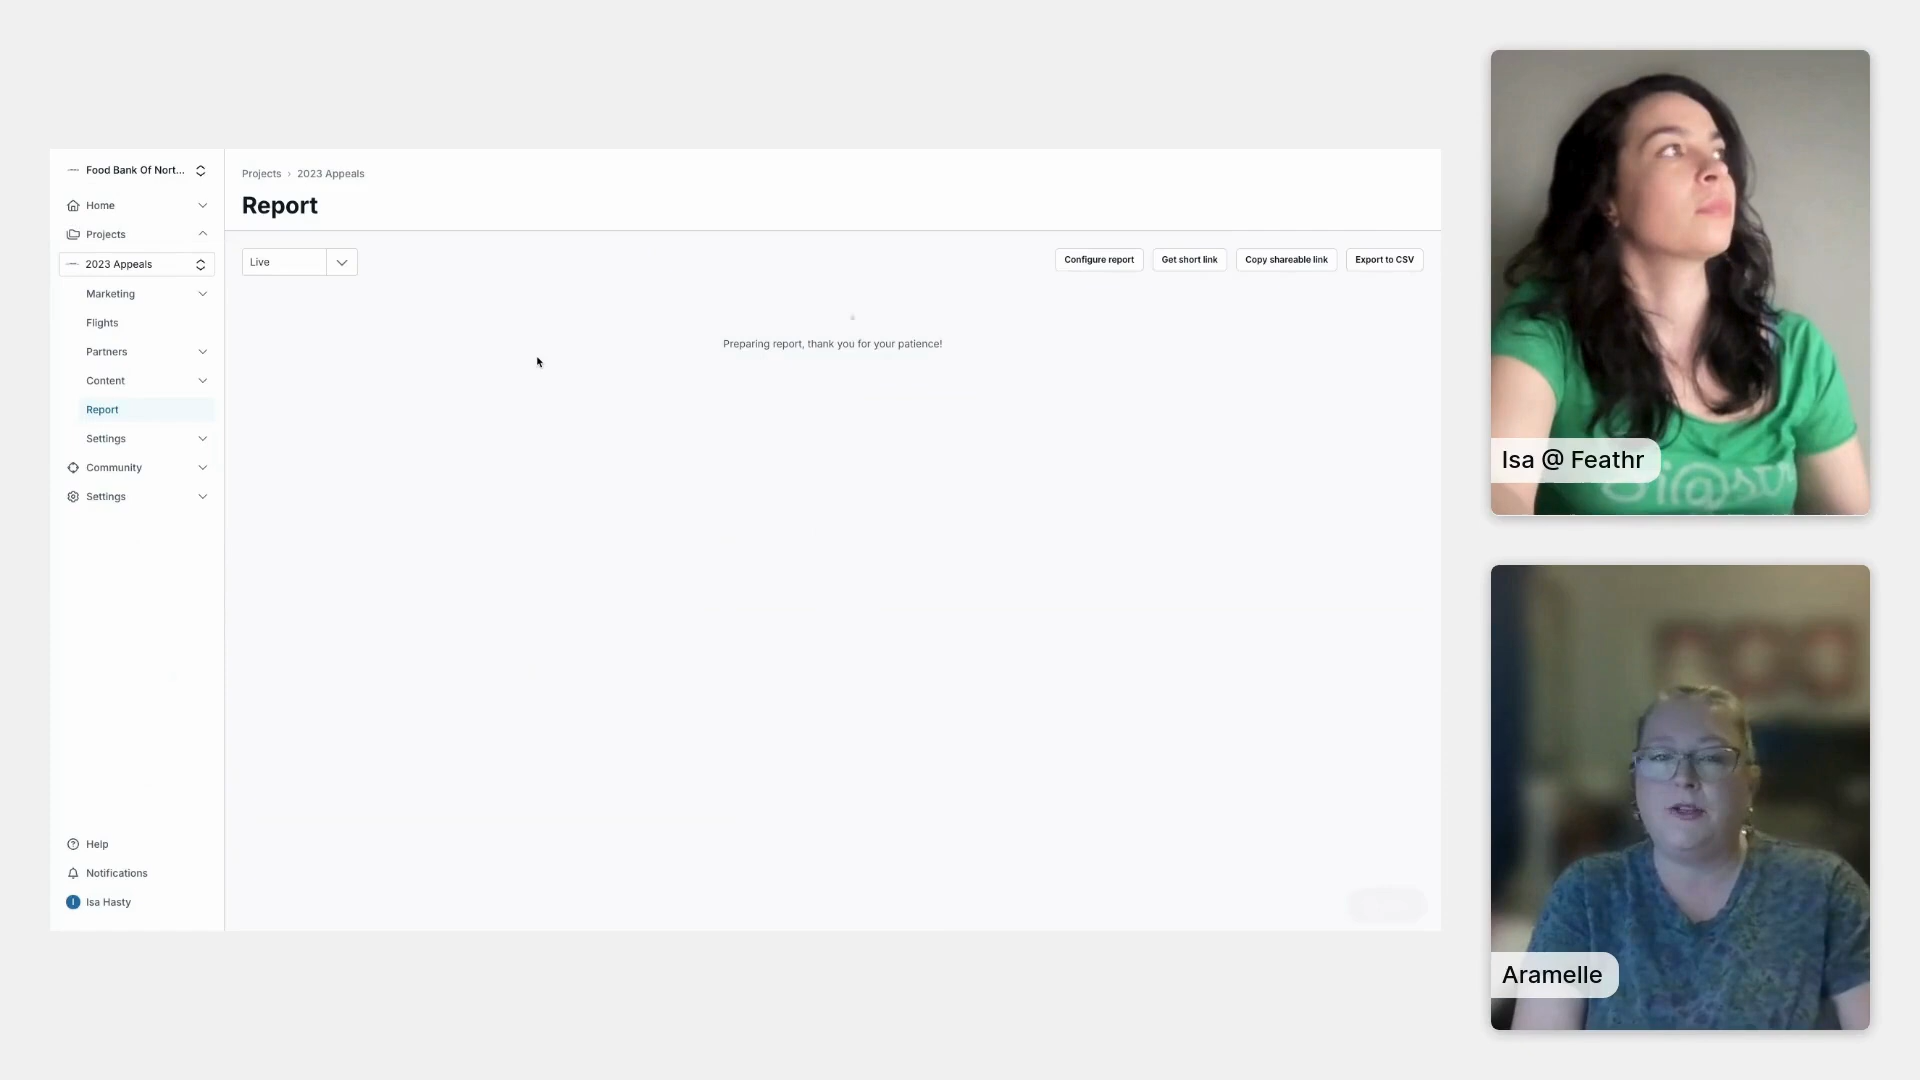 Food Bank Of Nort...
Home
Projects
2023 Appeals
Marketing
Flights
Partners
Content
Report
Settings
Community
Settings
Help
Notifications
I
Isa Hasty
Projects › 2023 Appeals
Report
Live
Configure report
Get short link
Copy shareable link
Export to CSV
Preparing report, thank you for your patience!
Isa @ Feathr
Aramelle